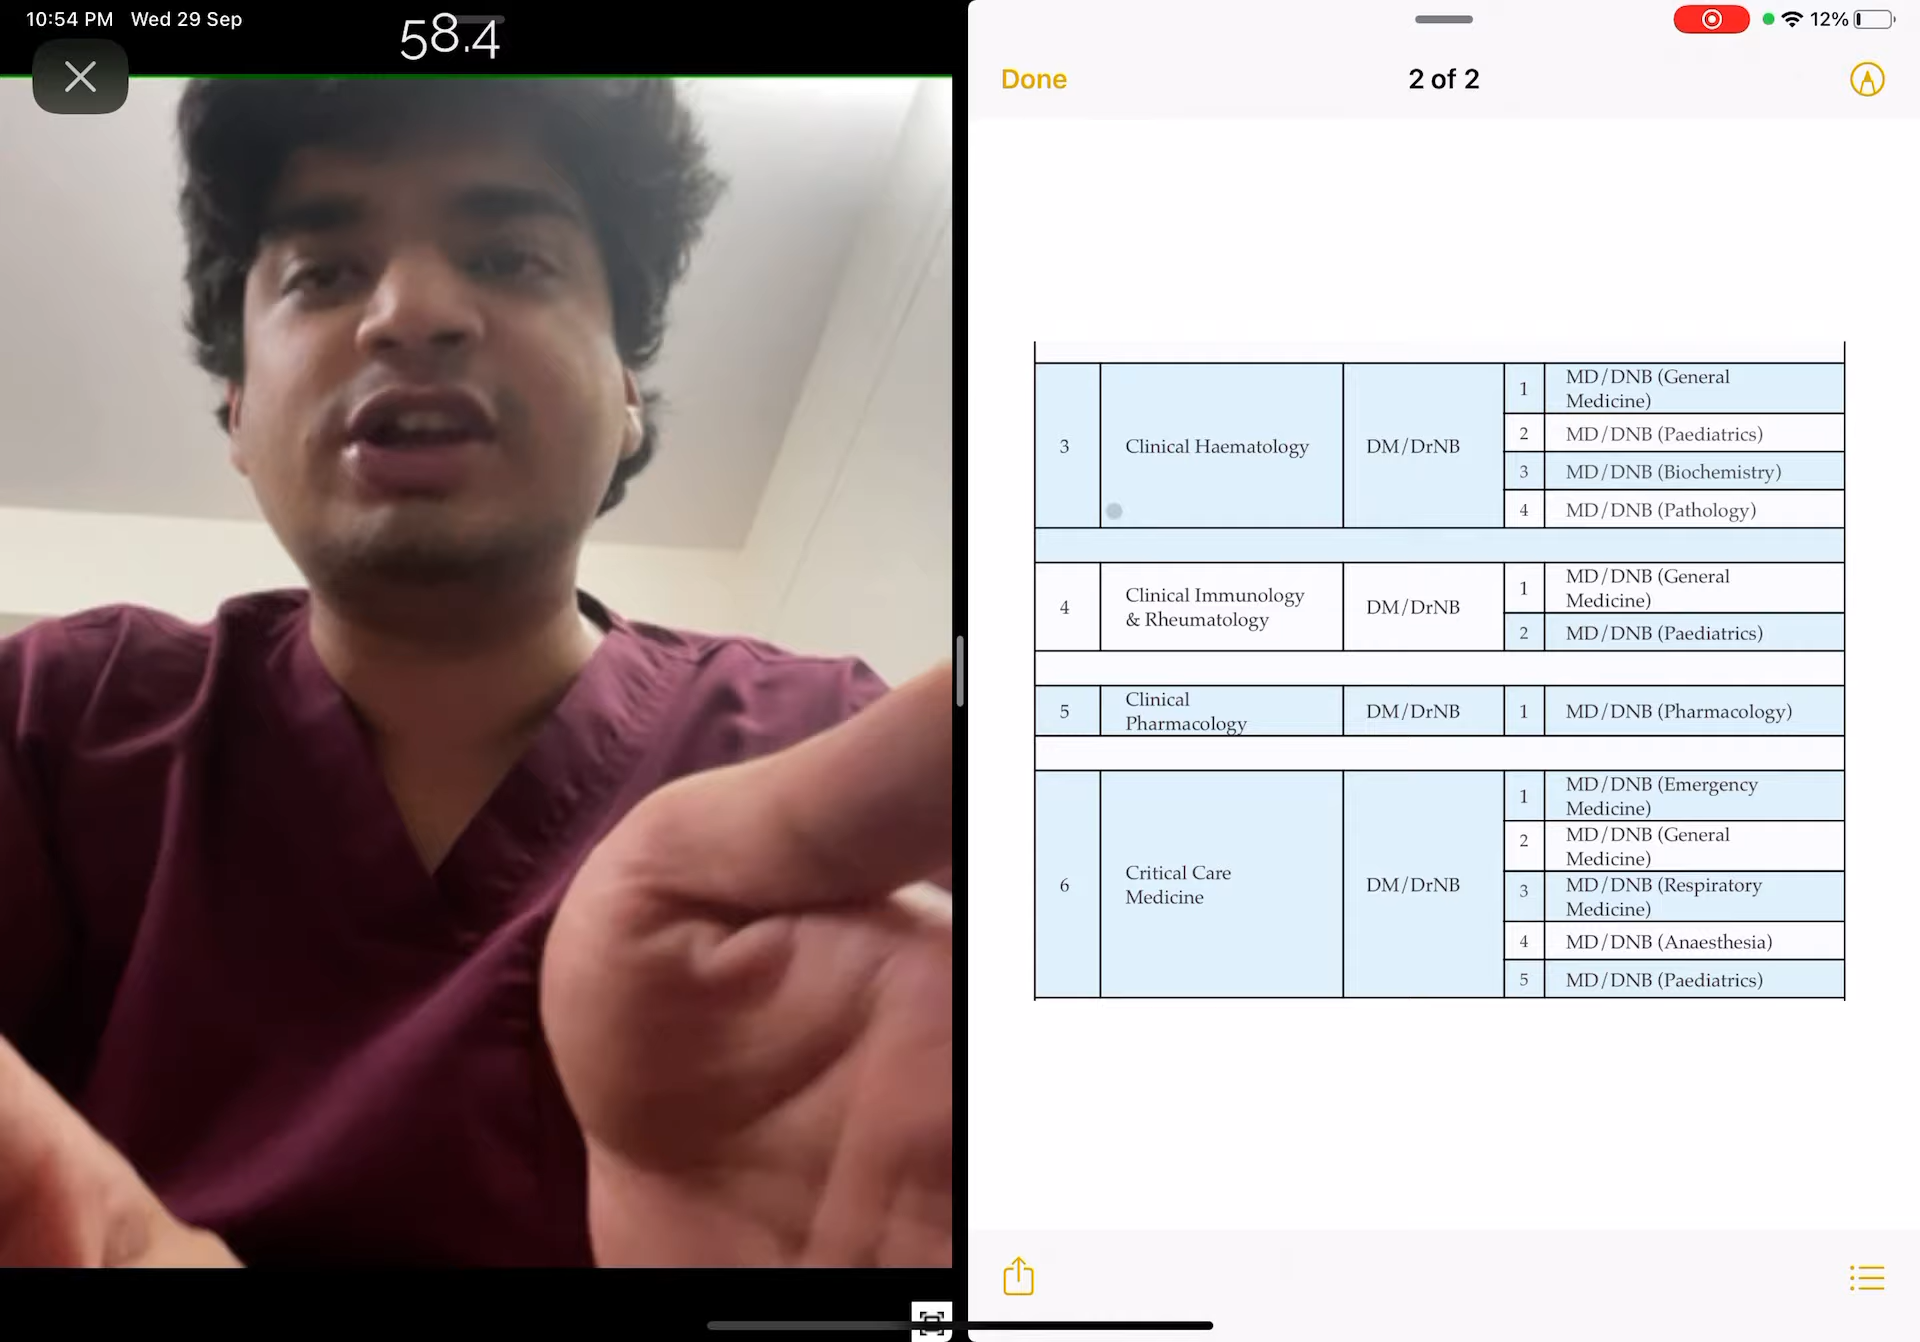 10:54 PM Wed 29 Sep
58.4
12%
Done
2 of 2
3
Clinical Haematology
DM/DrNB
1
MD/DNB (General
Medicine)
2
MD/DNB (Paediatrics)
3
MD/DNB (Biochemistry)
4
MD/DNB (Pathology)
4
Clinical Immunology
& Rheumatology
DM/DrNB
1
MD/DNB (General
Medicine)
2
MD/DNB (Paediatrics)
5
Clinical
Pharmacology
DM/DrNB
1
MD/DNB (Pharmacology)
6
Critical Care
Medicine
DM/DrNB
1
MD/DNB (Emergency
Medicine)
2
MD/DNB (General
Medicine)
3
MD/DNB (Respiratory
Medicine)
4
MD/DNB (Anaesthesia)
5
MD/DNB (Paediatrics)